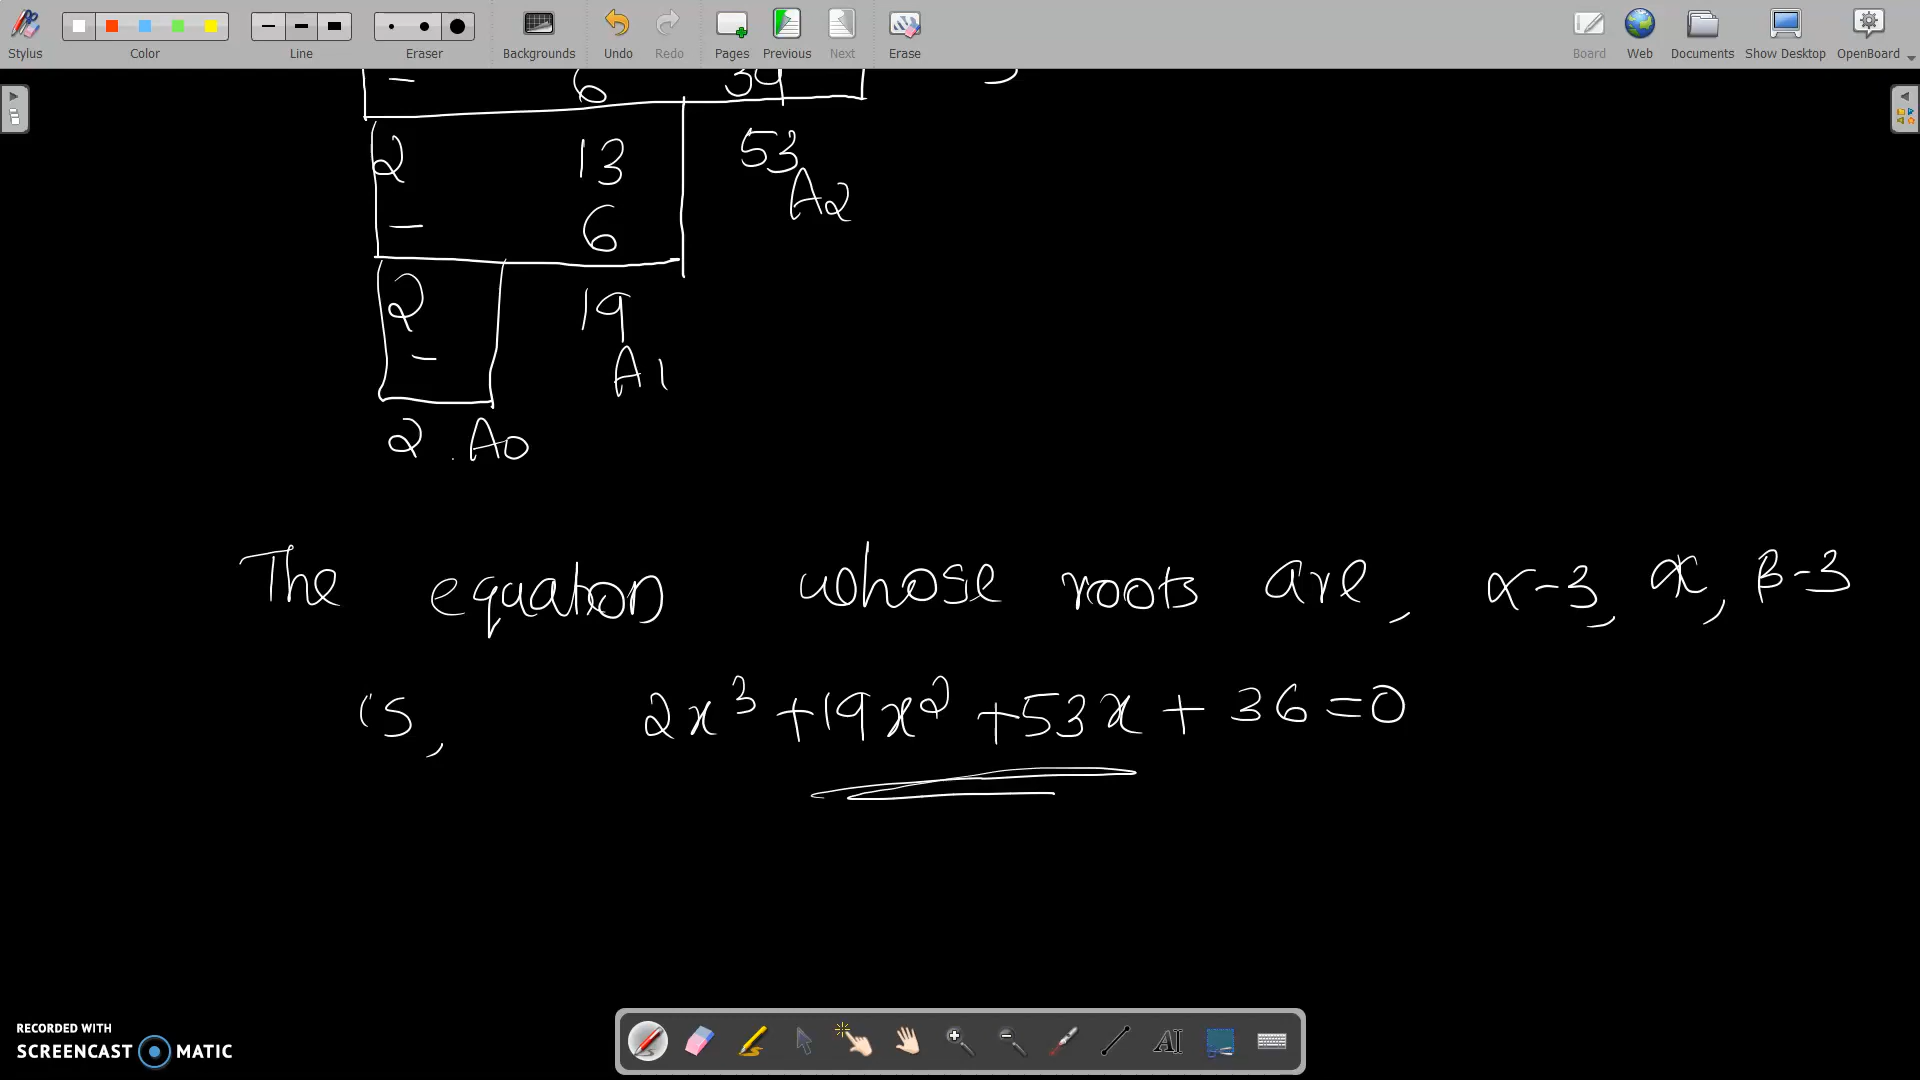 Stylus Color Line Eraser Backgrounds Undo Redo Pages Previous Next Erase Board Web Documents Show Desktop OpenBoard
- 6 39
2 13 53
A2
- 6
2 19
- A1
2 . A0
The equation whose roots are, α-3, α, β-3
is, 2x³ +19x² +53x + 36 =0
RECORDED WITH
SCREENCAST MATIC